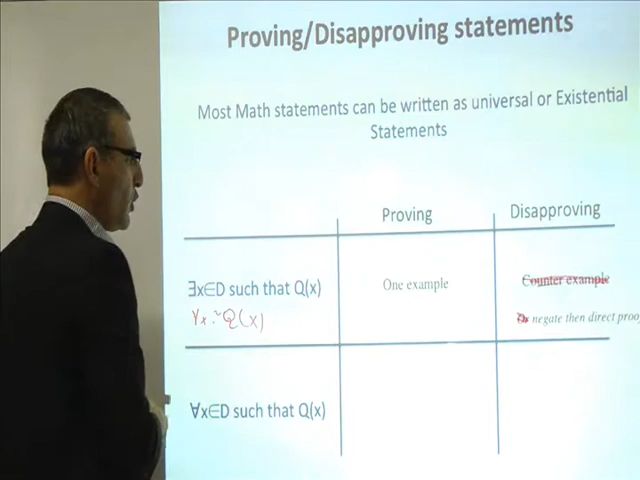 Proving/Disapproving statements
Most Math statements can be written as universal or Existential
Statements
Proving
Disapproving
∃x∈D such that Q(x)
One example
Counter example
∀x ~Q(x)
negate then direct proo
∀x∈D such that Q(x)